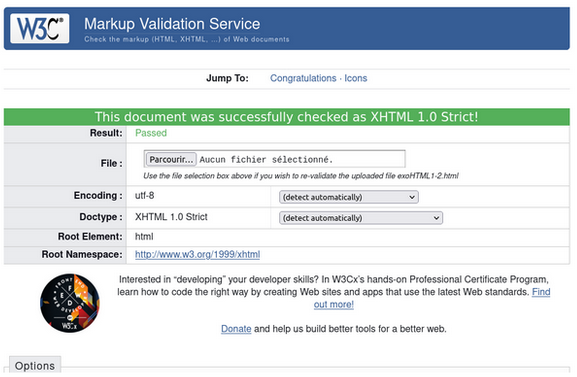 W3C® Markup Validation Service
Check the markup (HTML, XHTML, ...) of Web documents
Jump To: Congratulations · Icons
This document was successfully checked as XHTML 1.0 Strict!
Result: Passed
File : Parcourir... Aucun fichier sélectionné.
Use the file selection box above if you wish to re-validate the uploaded file exoHTML1-2.html
Encoding : utf-8 (detect automatically)
Doctype : XHTML 1.0 Strict (detect automatically)
Root Element: html
Root Namespace: http://www.w3.org/1999/xhtml
Interested in “developing” your developer skills? In W3Cx's hands-on Professional Certificate Program,
learn how to code the right way by creating Web sites and apps that use the latest Web standards. Find
out more!
W3Cx
Donate and help us build better tools for a better web.
Options